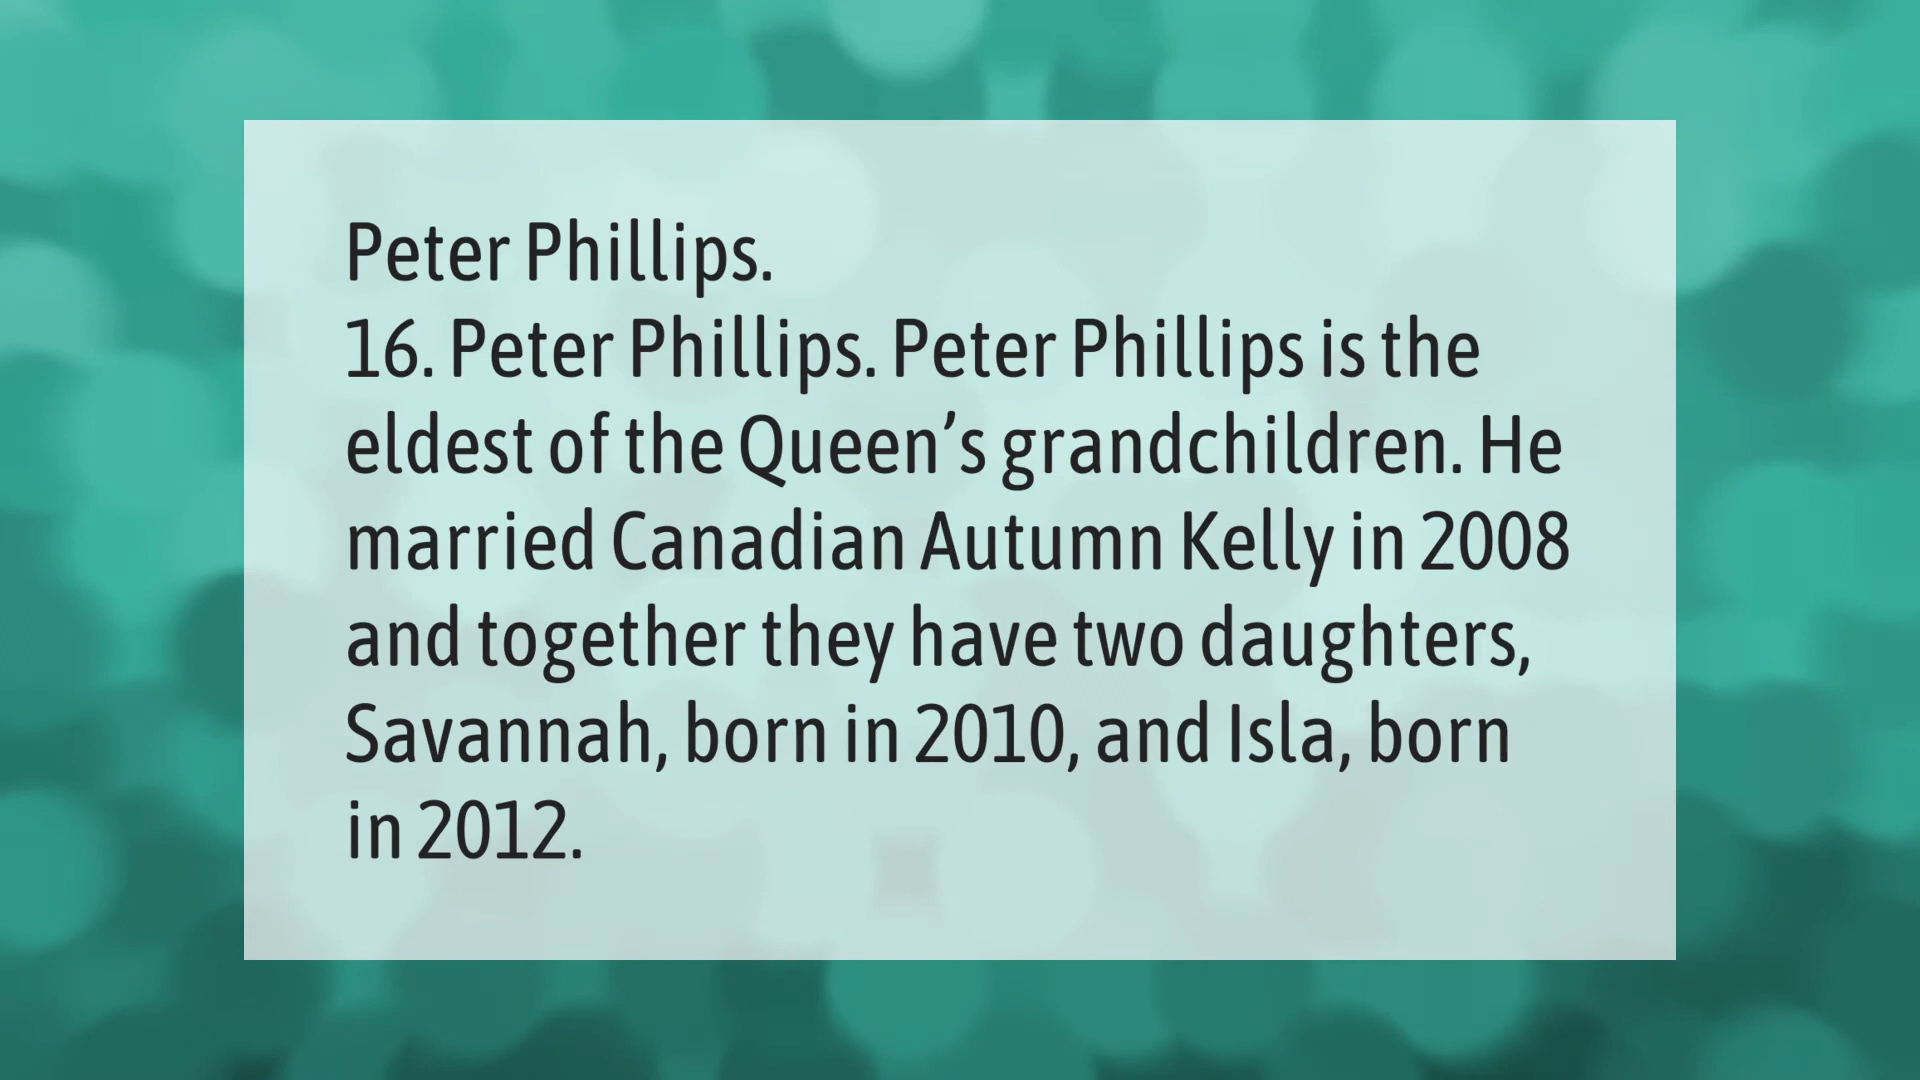 Peter Phillips.
16. Peter Phillips. Peter Phillips is the
eldest of the Queen’s grandchildren. He
married Canadian Autumn Kelly in 2008
and together they have two daughters,
Savannah, born in 2010, and Isla, born
in 2012.